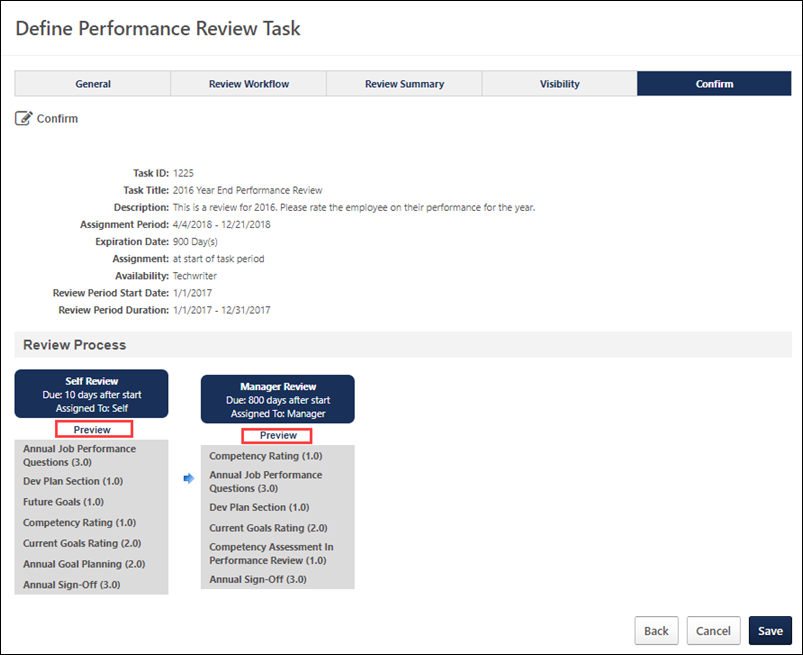 Define Performance Review Task
General
Review Workflow
Review Summary
Visibility
Confirm
Confirm
Task ID: 1225
Task Title: 2016 Year End Performance Review
Description: This is a review for 2016. Please rate the employee on their performance for the year.
Assignment Period: 4/4/2018 - 12/21/2018
Expiration Date: 900 Day(s)
Assignment: at start of task period
Availability: Techwriter
Review Period Start Date: 1/1/2017
Review Period Duration: 1/1/2017 - 12/31/2017
Review Process
Self Review
Due: 10 days after start
Assigned To: Self
Preview
Annual Job Performance
Questions (3.0)
Dev Plan Section (1.0)
Future Goals (1.0)
Competency Rating (1.0)
Current Goals Rating (2.0)
Annual Goal Planning (2.0)
Annual Sign-Off (3.0)
Manager Review
Due: 800 days after start
Assigned To: Manager
Preview
Competency Rating (1.0)
Annual Job Performance
Questions (3.0)
Dev Plan Section (1.0)
Current Goals Rating (2.0)
Competency Assessment In
Performance Review (1.0)
Annual Sign-Off (3.0)
Back
Cancel
Save